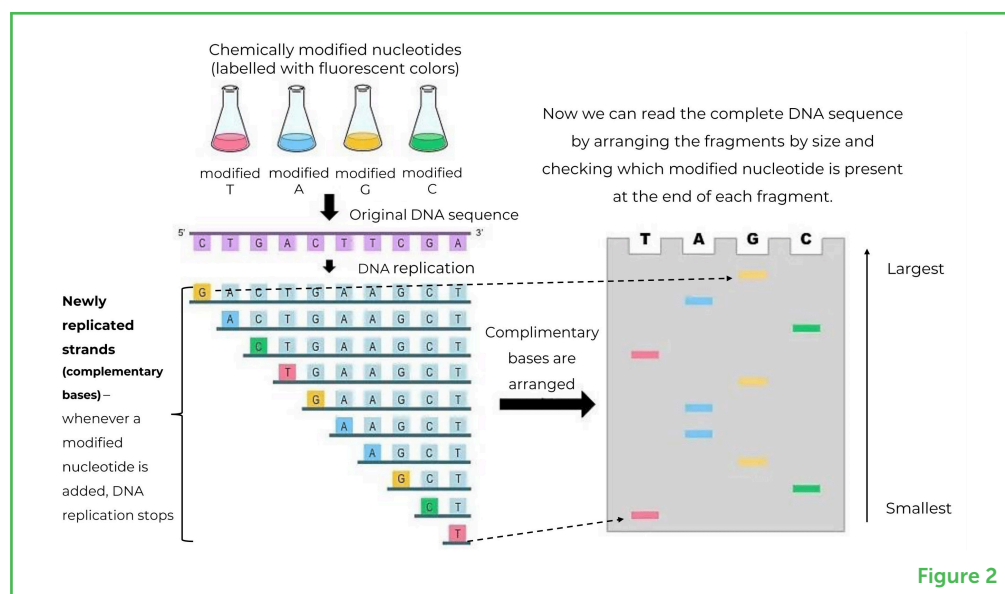 Chemically modified nucleotides
(labelled with fluorescent colors)
modified modified modified modified
T A G C
Original DNA sequence
5' C T G A C T T C G A 3'
DNA replication
G A C T G A A G C T
A C T G A A G C T
C T G A A G C T
T G A A G C T
G A A G C T
A A G C T
A G C T
G C T
C T
T
Newly
replicated
strands
(complementary
bases) –
whenever a
modified
nucleotide is
added, DNA
replication stops
Complimentary
bases are
arranged
Now we can read the complete DNA sequence
by arranging the fragments by size and
checking which modified nucleotide is present
at the end of each fragment.
T A G C
Largest
Smallest
Figure 2